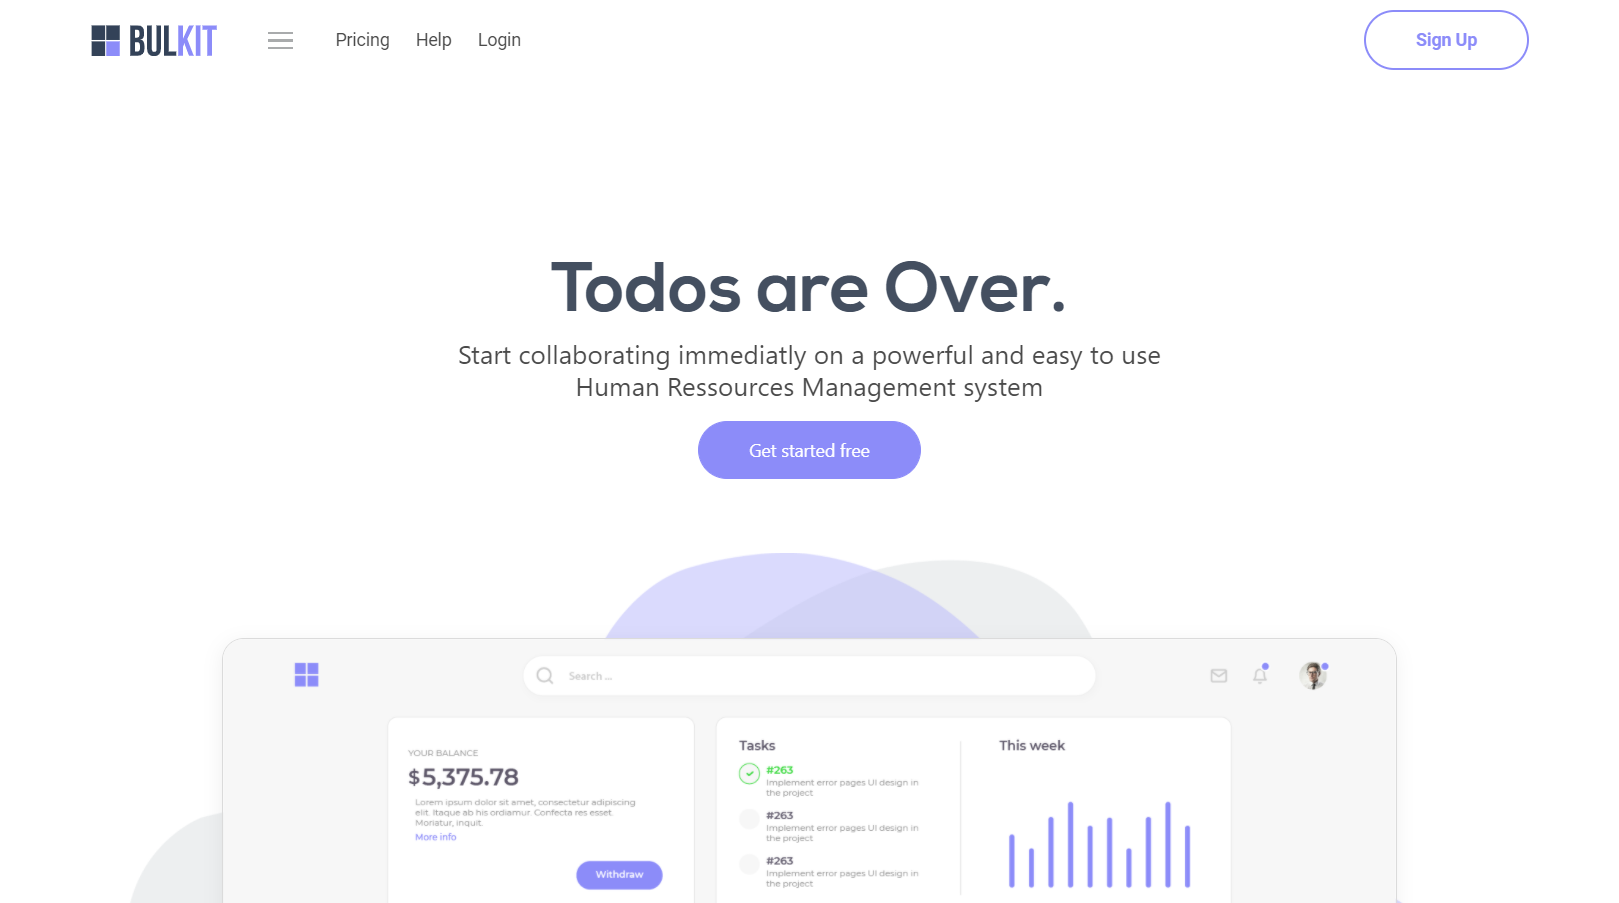 BULKIT
Pricing
Help
Login
Sign Up
Todos are Over.
Start collaborating immediatly on a powerful and easy to use
Human Ressources Management system
Get started free
Search ...
YOUR BALANCE
$5,375.78
Lorem ipsum dolor sit amet, consectetur adipiscing
elit. Itaque ab his ordiamur. Confecta res esset.
Moriatur, inquit.
More info
Withdraw
Tasks
#263
Implement error pages UI design in
the project
#263
Implement error pages UI design in
the project
#263
Implement error pages UI design in
the project
This week